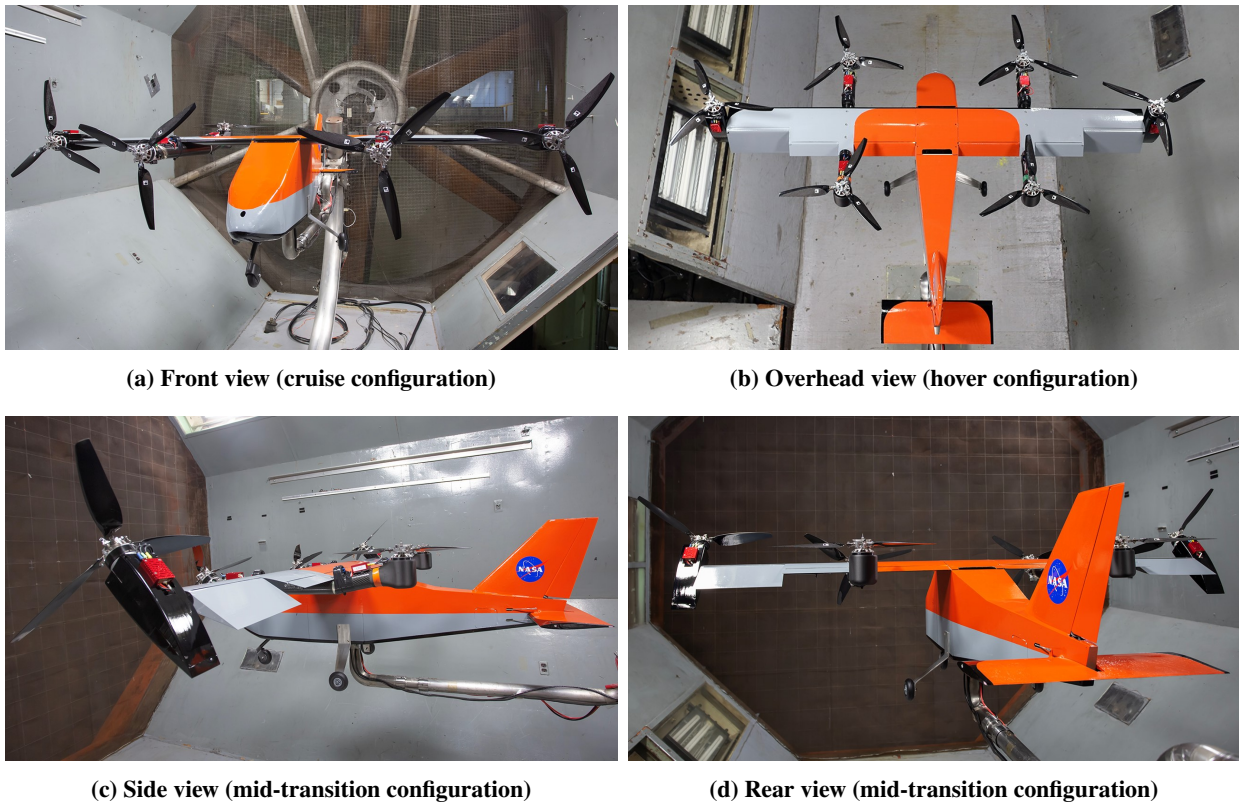 (a) Front view (cruise configuration)
(b) Overhead view (hover configuration)
NASA
NASA
(c) Side view (mid-transition configuration)
(d) Rear view (mid-transition configuration)